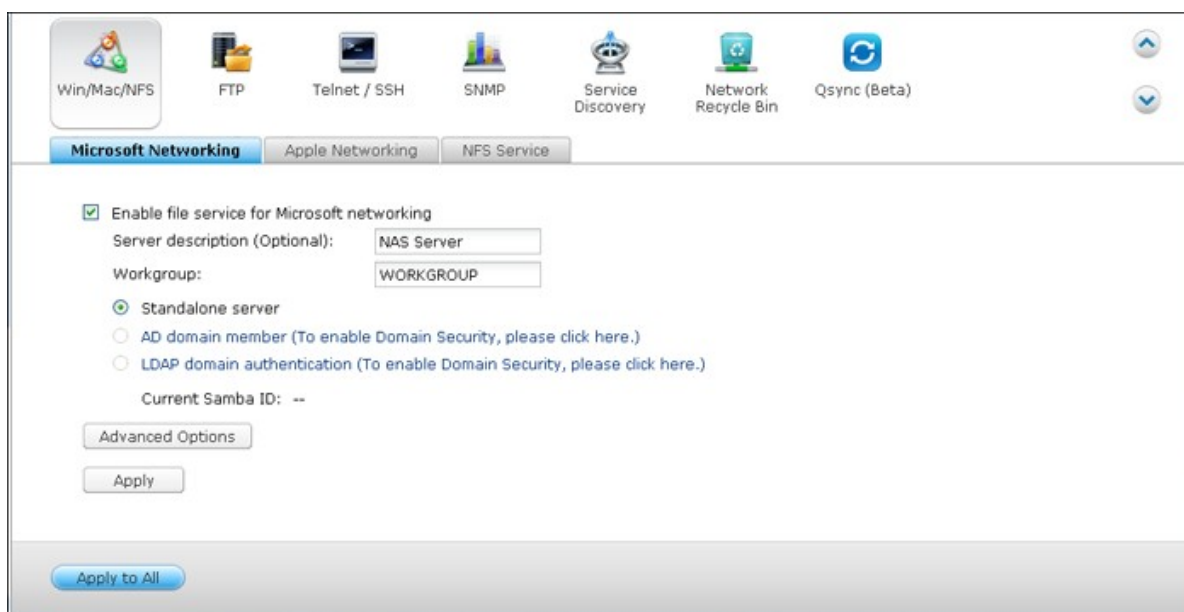 Win/Mac/NFS
FTP
Telnet / SSH
SNMP
Service
Discovery
Network
Recycle Bin
Qsync (Beta)
Microsoft Networking
Apple Networking
NFS Service
Enable file service for Microsoft networking
Server description (Optional): NAS Server
Workgroup: WORKGROUP
Standalone server
AD domain member (To enable Domain Security, please click here.)
LDAP domain authentication (To enable Domain Security, please click here.)
Current Samba ID: --
Advanced Options
Apply
Apply to All